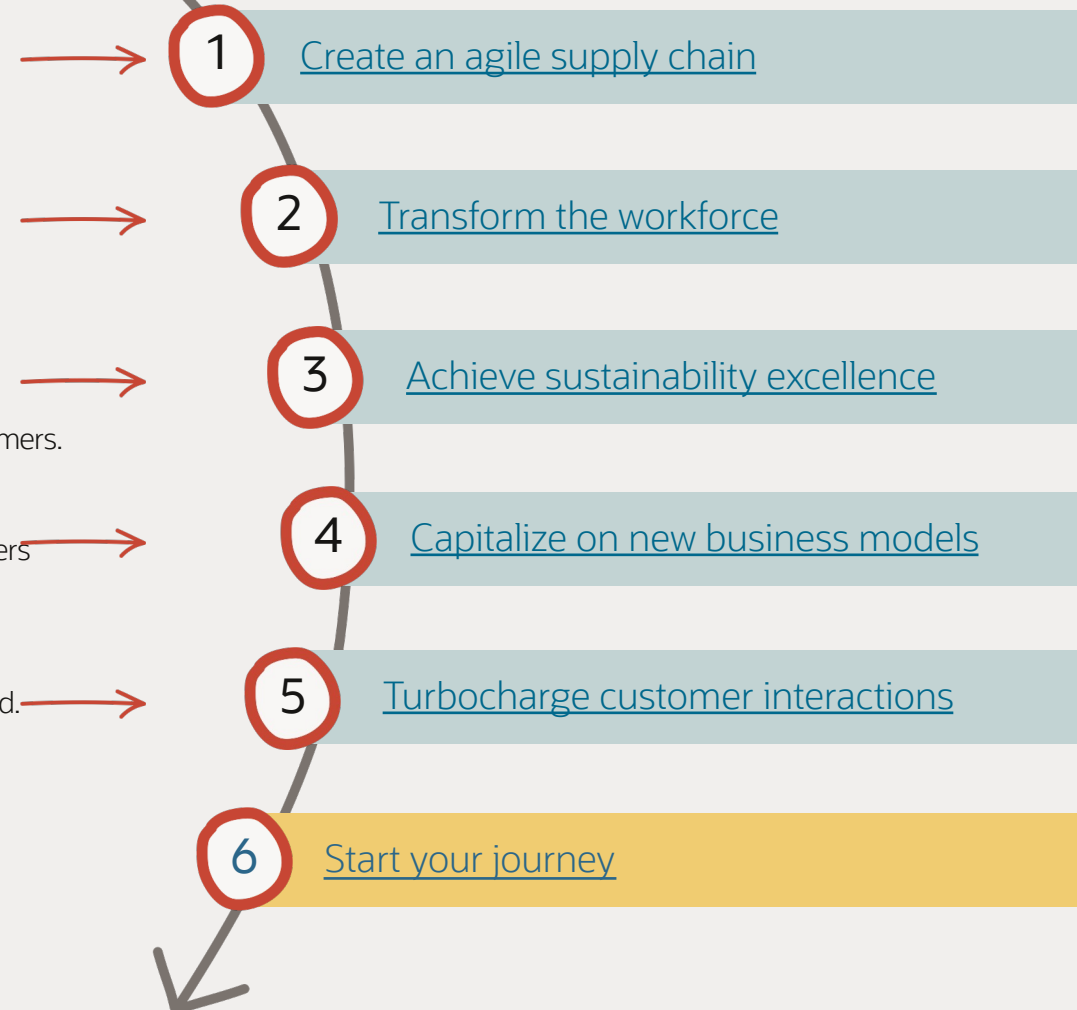 1 Create an agile supply chain
2 Transform the workforce
3 Achieve sustainability excellence
mers.
4 Capitalize on new business models
ers
d.
5 Turbocharge customer interactions
6 Start your journey